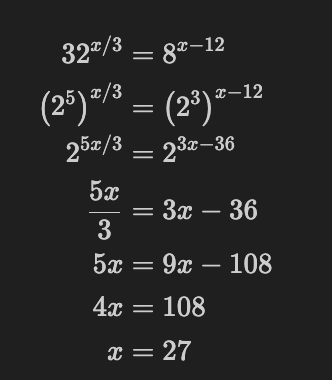 32^{x/3} = 8^{x−12}
(2^5)^{x/3} = (2^3)^{x−12}
2^{5x/3} = 2^{3x−36}
\frac{5x}{3} = 3x − 36
5x = 9x − 108
4x = 108
x = 27